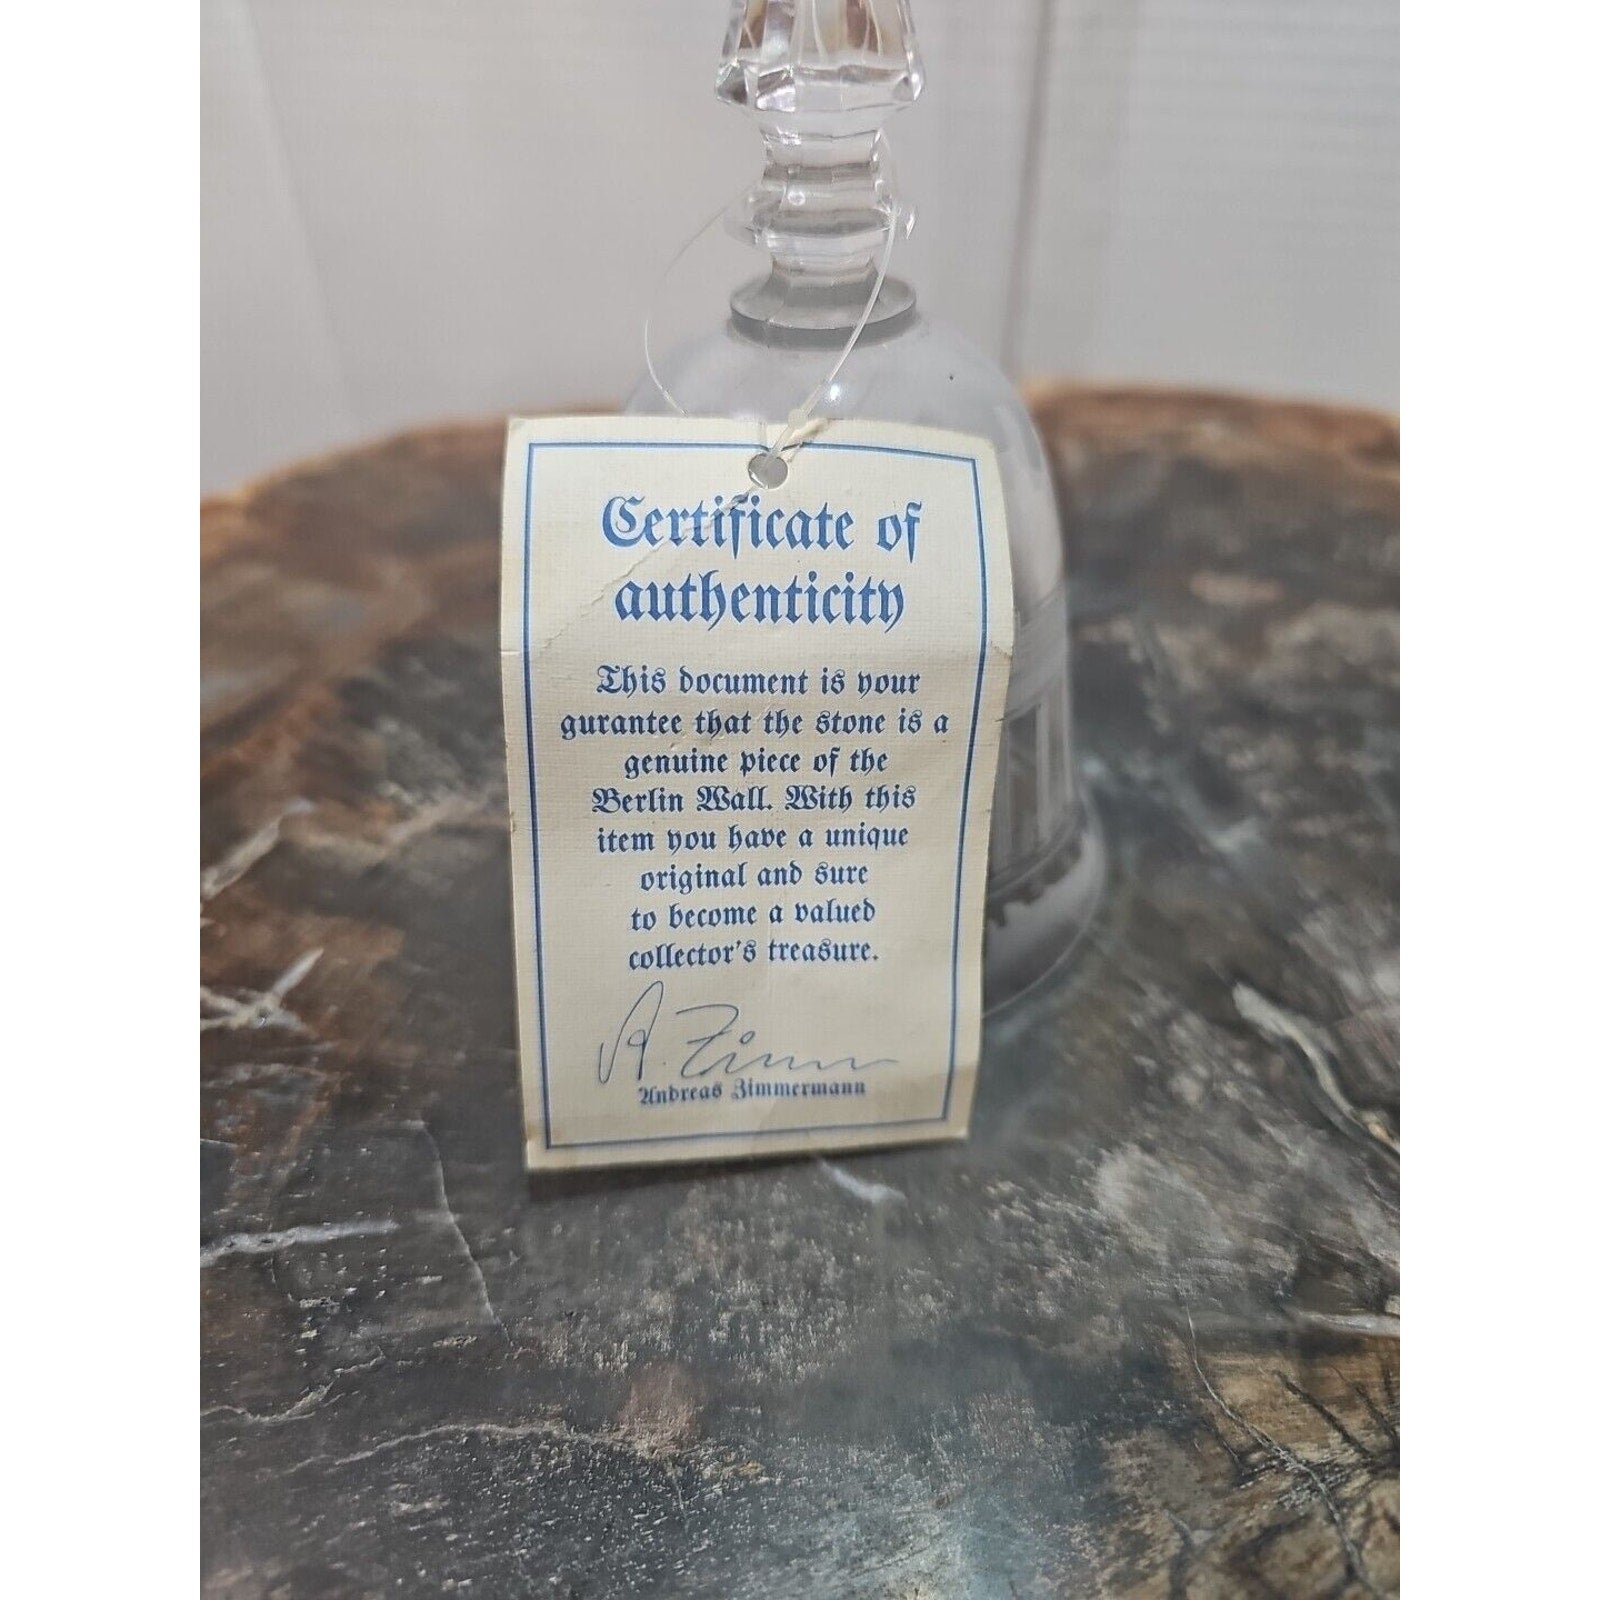 Certificate of
authenticity
This document is your
gurantee that the stone is a
genuine piece of the
Berlin Wall. With this
item you have a unique
original and sure
to become a valued
collector's treasure.
A. Zimm
Andreas Zimmermann